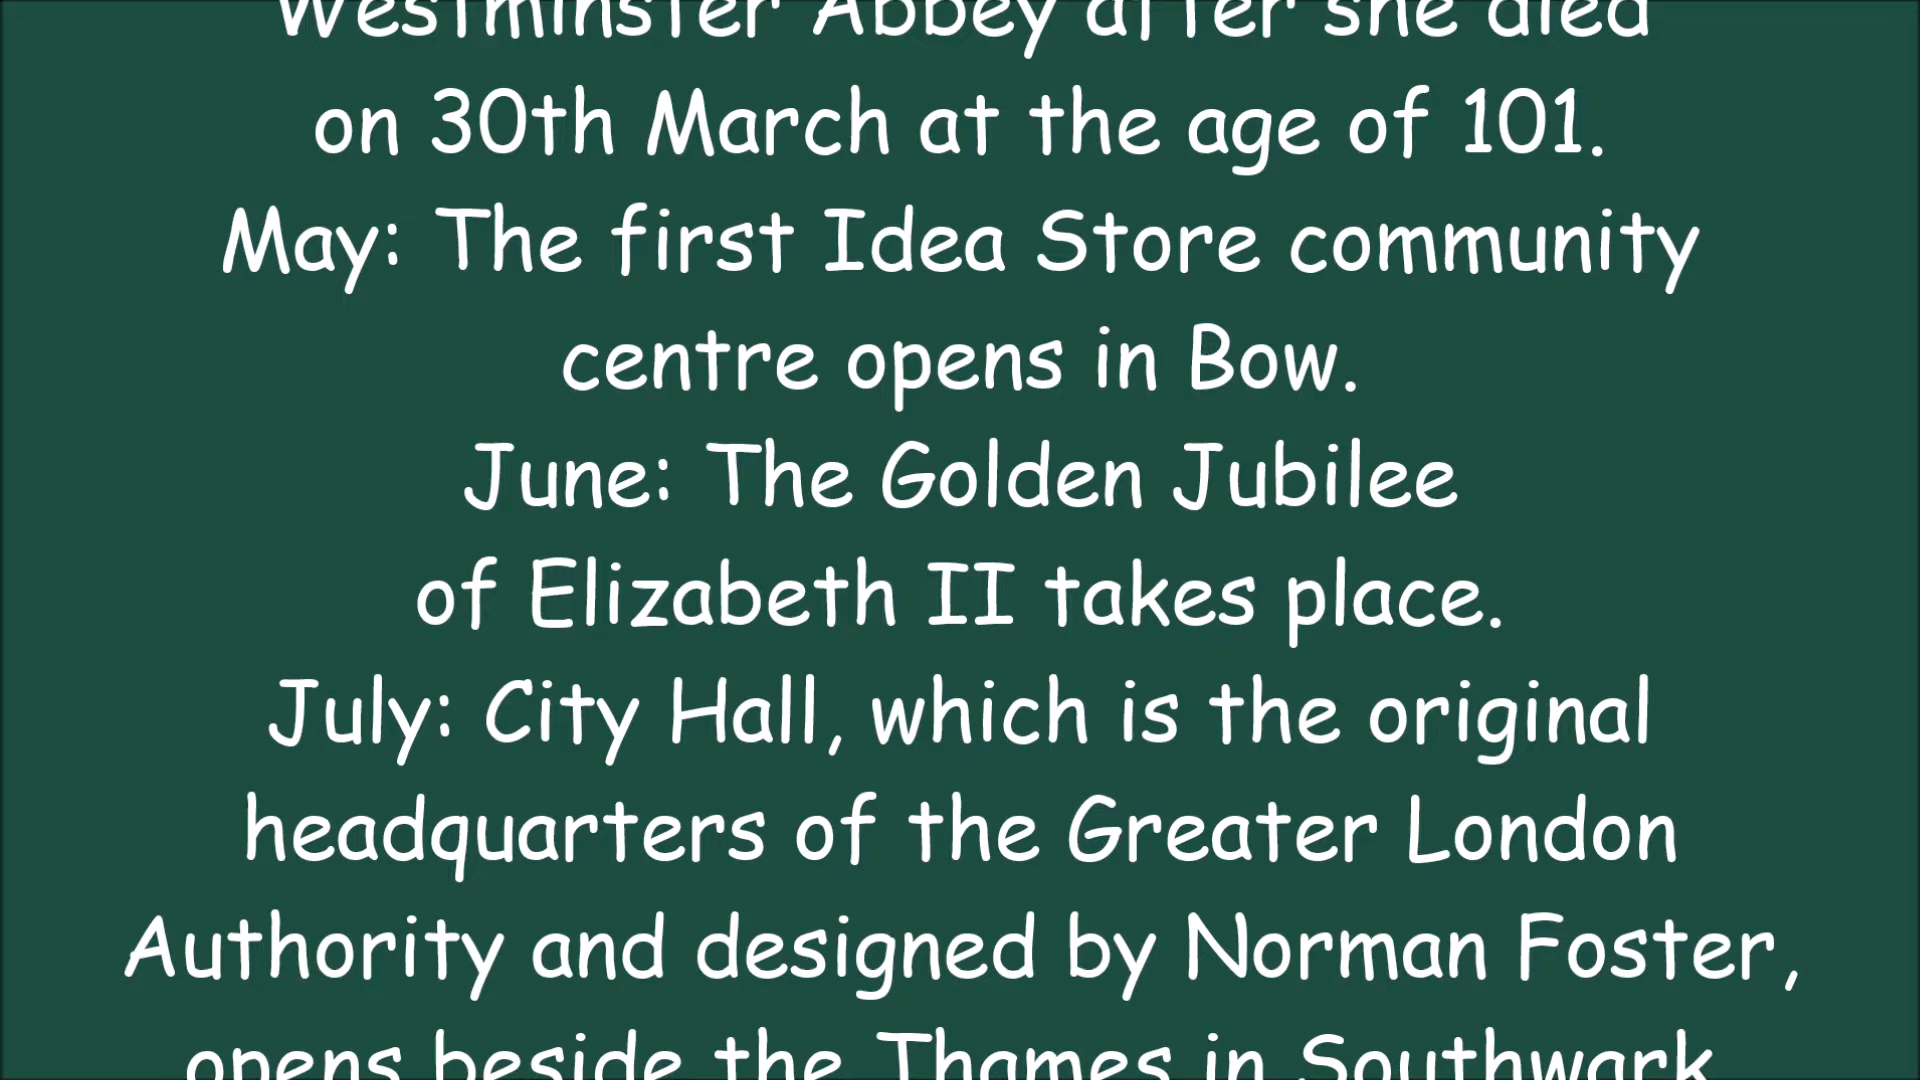 Westminster Abbey after she died
on 30th March at the age of 101.
May: The first Idea Store community
centre opens in Bow.
June: The Golden Jubilee
of Elizabeth II takes place.
July: City Hall, which is the original
headquarters of the Greater London
Authority and designed by Norman Foster,
opens beside the Thames in Southwark